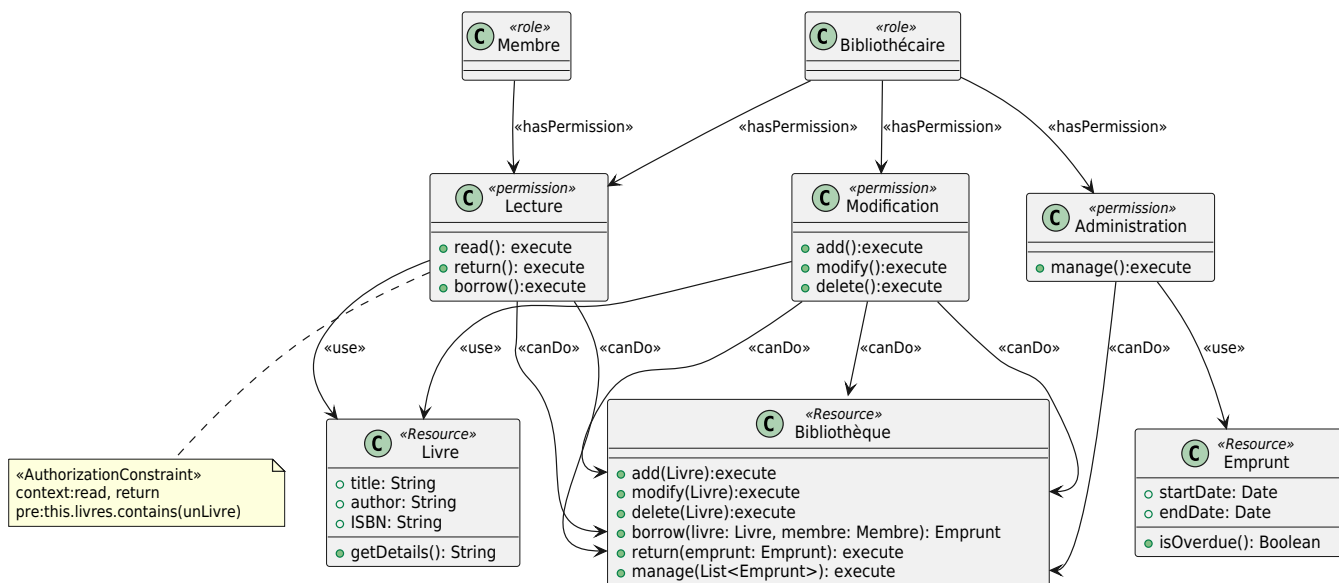 C
«role»
Membre
C
«role»
Bibliothécaire
«hasPermission»
«hasPermission»
«hasPermission»
«hasPermission»
C
«permission»
Lecture
read(): execute
return(): execute
borrow():execute
C
«permission»
Modification
add():execute
modify():execute
delete():execute
C
«permission»
Administration
manage():execute
«use»
«use»
«canDo»
«canDo»
«canDo»
«canDo»
«canDo»
«canDo»
«use»
«AuthorizationConstraint»
context:read, return
pre:this.livres.contains(unLivre)
C
«Resource»
Livre
title: String
author: String
ISBN: String
getDetails(): String
C
«Resource»
Bibliothèque
add(Livre):execute
modify(Livre):execute
delete(Livre):execute
borrow(livre: Livre, membre: Membre): Emprunt
return(emprunt: Emprunt): execute
manage(List<Emprunt>): execute
C
«Resource»
Emprunt
startDate: Date
endDate: Date
isOverdue(): Boolean